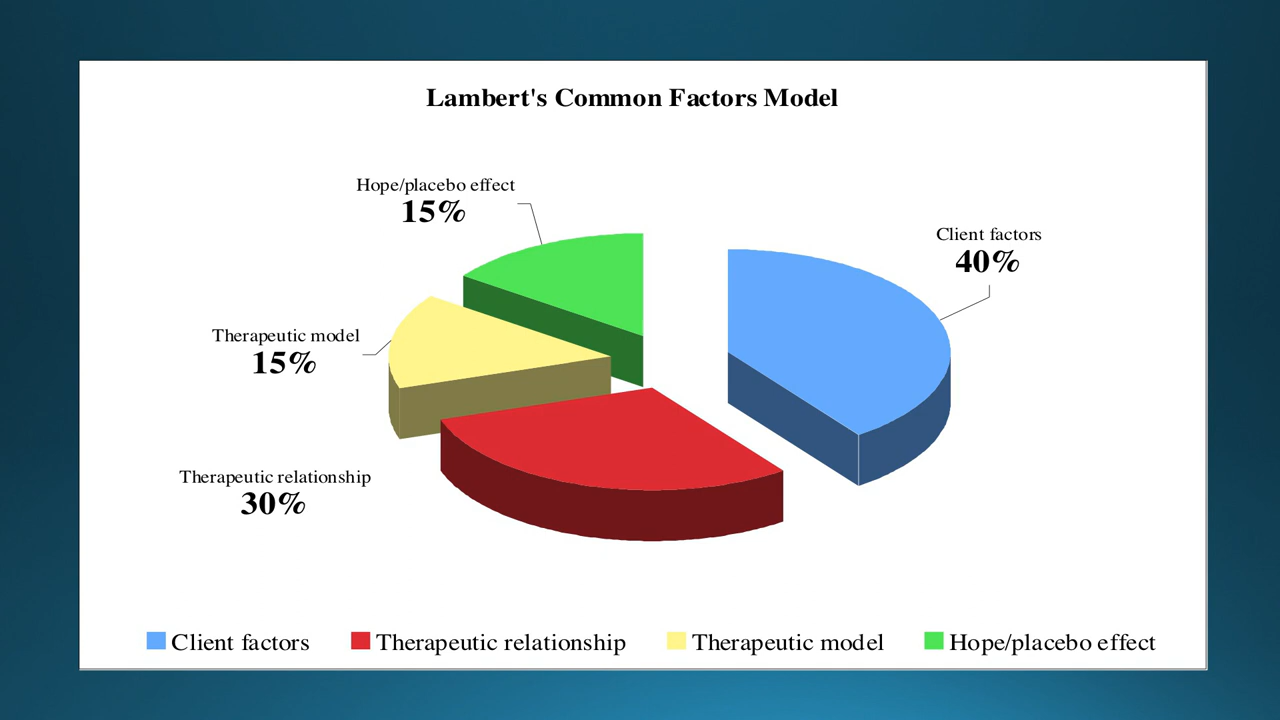 Lambert's Common Factors Model
Hope/placebo effect
15%
Client factors
40%
Therapeutic model
15%
Therapeutic relationship
30%
Client factors
Therapeutic relationship
Therapeutic model
Hope/placebo effect